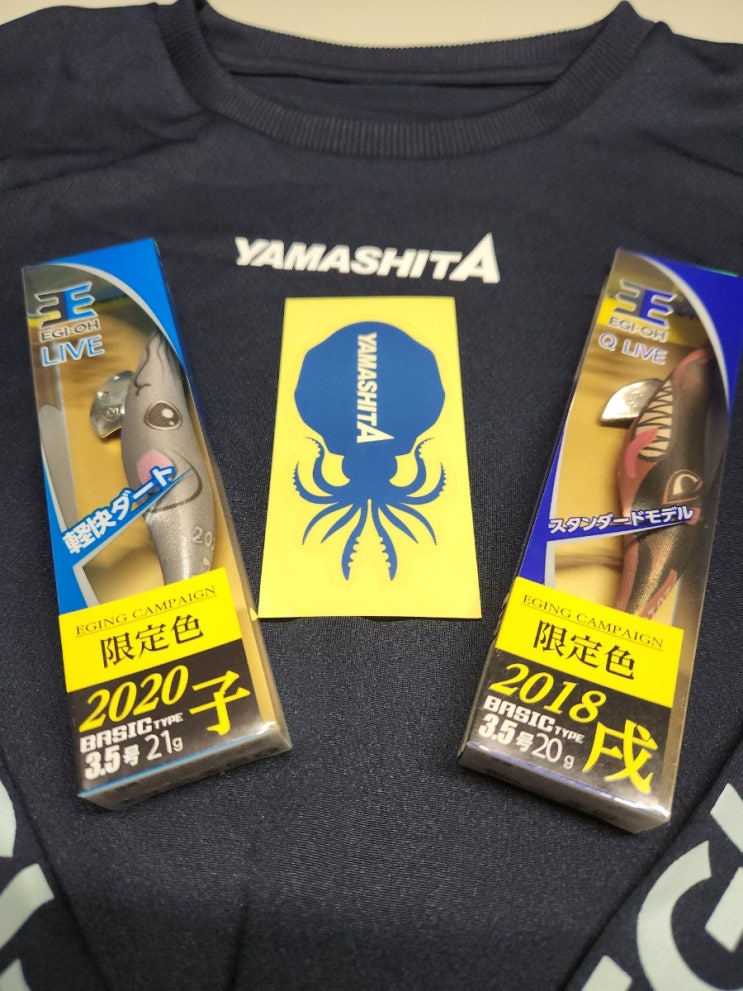 YAMASHITA
王
EGI-OH
LIVE
軽快ダート
EGING CAMPAIGN
限定色
2020 子
BASIC TYPE
3.5号 21g
YAMASHITA
王
EGI-OH
Q LIVE
スタンダードモデル
EGING CAMPAIGN
限定色
2018 戌
BASIC TYPE
3.5号 20g